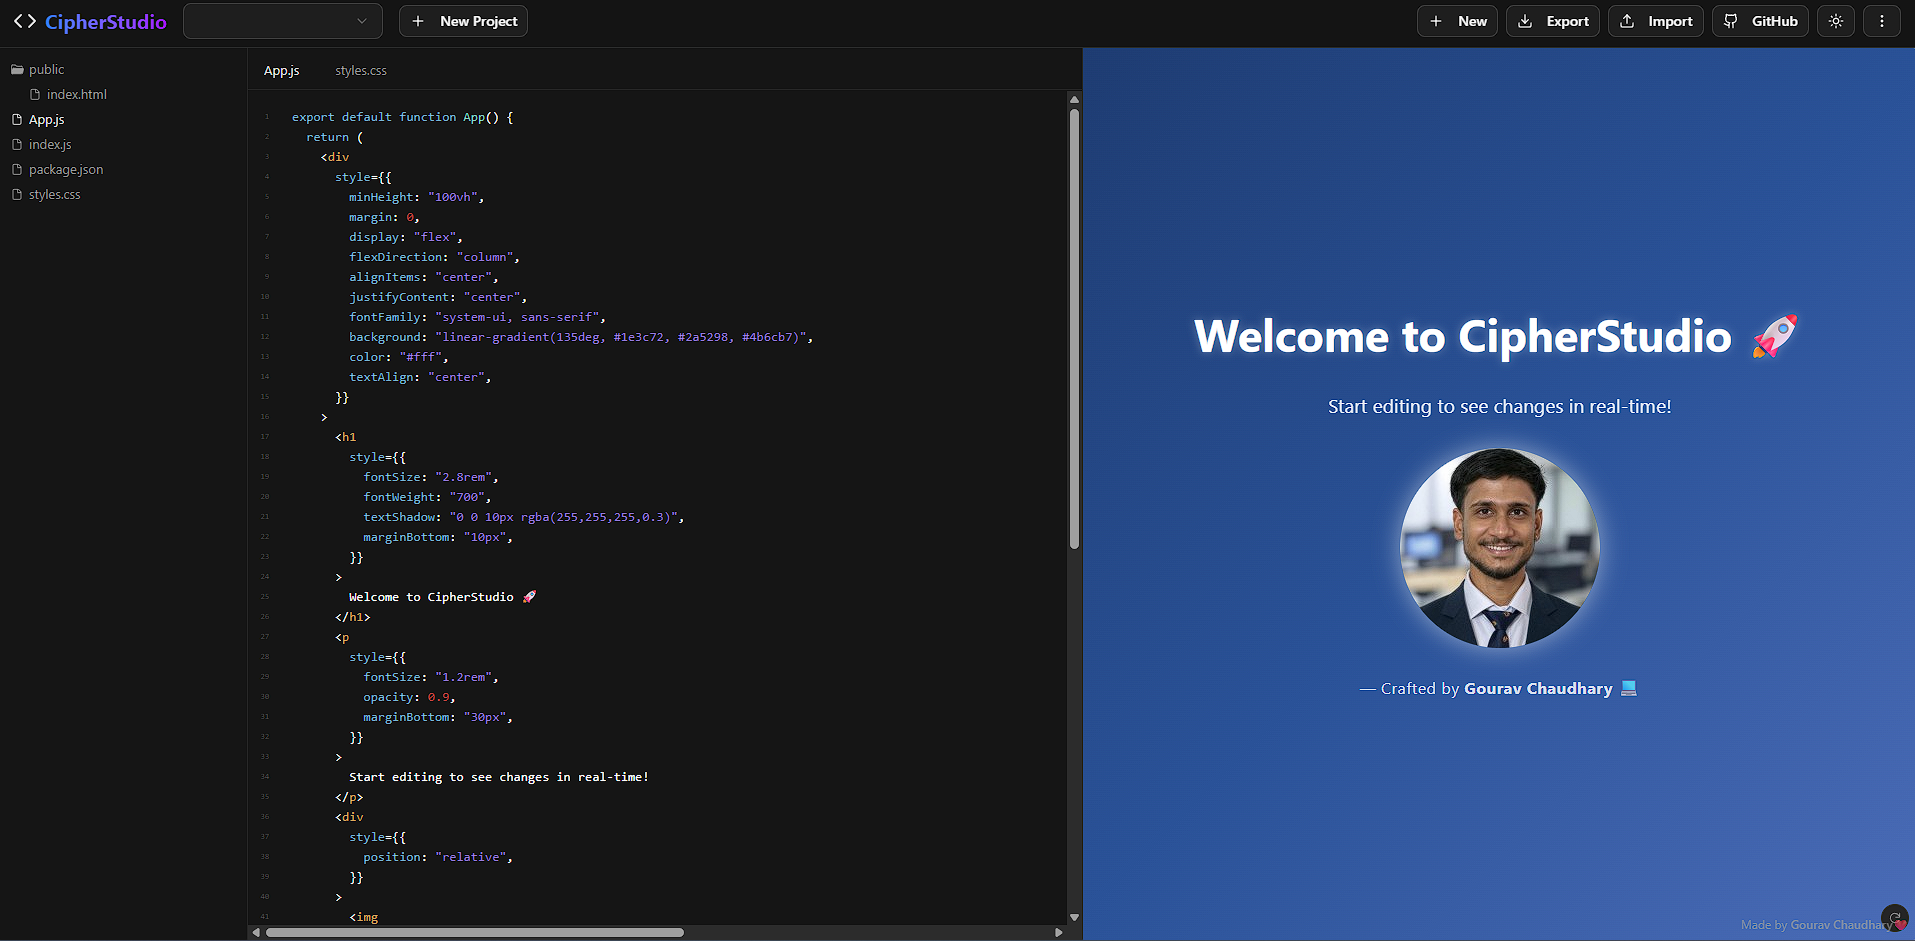 CipherStudio
New Project
New
Export
Import
GitHub
public
index.html
App.js
index.js
package.json
styles.css
App.js
styles.css
1 export default function App() {
2 return (
3 <div
4 style={{
5 minHeight: "100vh",
6 margin: 0,
7 display: "flex",
8 flexDirection: "column",
9 alignItems: "center",
10 justifyContent: "center",
11 fontFamily: "system-ui, sans-serif",
12 background: "linear-gradient(135deg, #1e3c72, #2a5298, #4b6cb7)",
13 color: "#fff",
14 textAlign: "center",
15 }}
16 >
17 <h1
18 style={{
19 fontSize: "2.8rem",
20 fontWeight: "700",
21 textShadow: "0 0 10px rgba(255,255,255,0.3)",
22 marginBottom: "10px",
23 }}
24 >
25 Welcome to CipherStudio 🚀
26 </h1>
27 <p
28 style={{
29 fontSize: "1.2rem",
30 opacity: 0.9,
31 marginBottom: "30px",
32 }}
33 >
34 Start editing to see changes in real-time!
35 </p>
36 <div
37 style={{
38 position: "relative",
39 }}
40 >
41 <img
Welcome to CipherStudio 🚀
Start editing to see changes in real-time!
— Crafted by Gourav Chaudhary 💻
Made by Gourav Chaudhary❤️